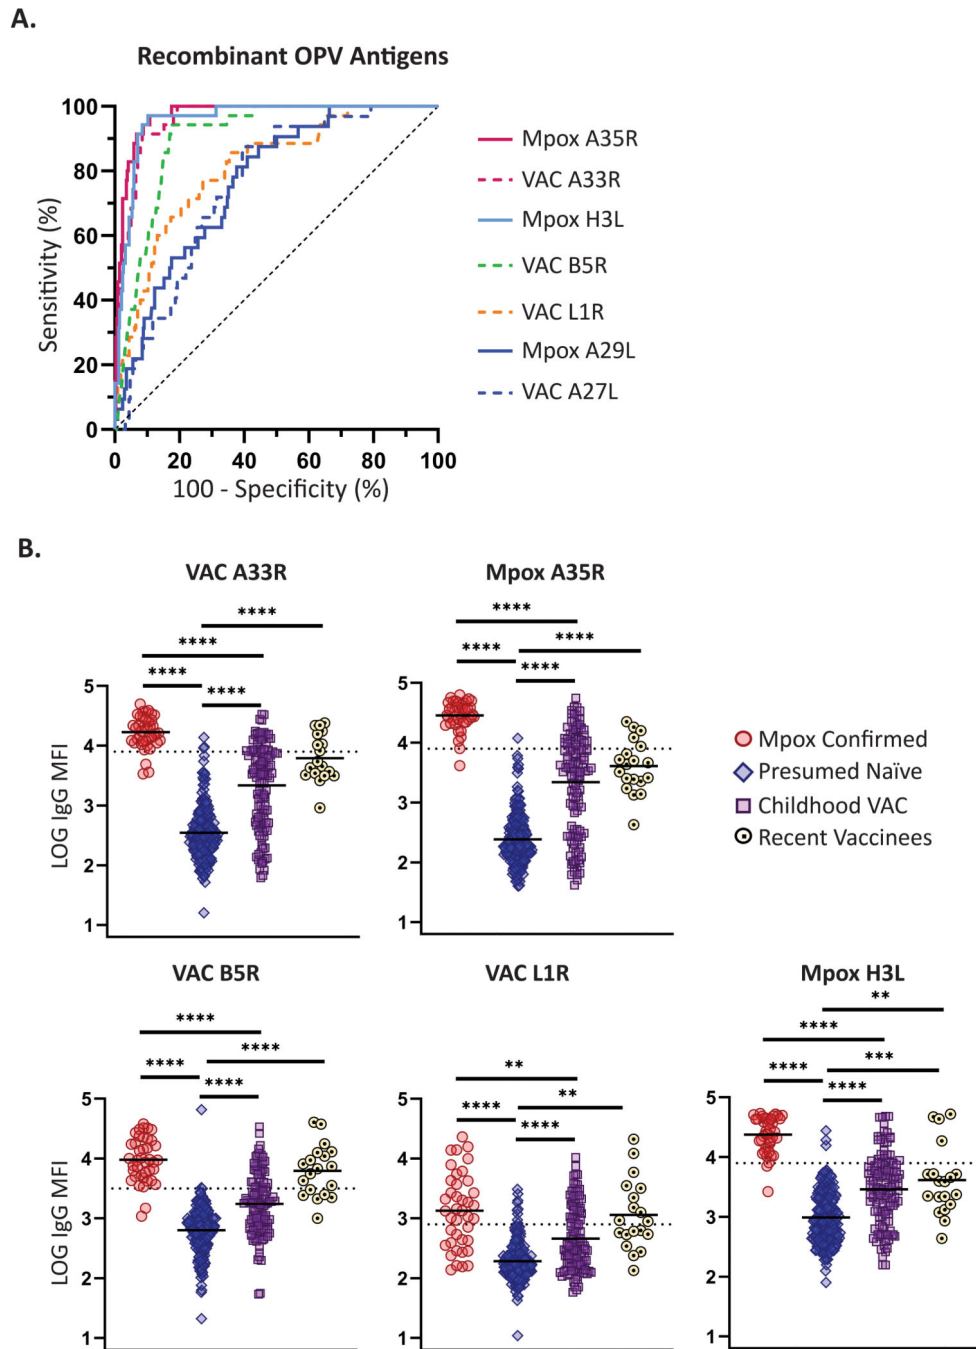 A.
Recombinant OPV Antigens
100
80
60
40
20
0
Sensitivity (%)
0 20 40 60 80 100
100 - Specificity (%)
Mpox A35R
VAC A33R
Mpox H3L
VAC B5R
VAC L1R
Mpox A29L
VAC A27L
B.
VAC A33R
****
****
**** ****
5
4
3
2
1
LOG IgG MFI
Mpox A35R
****
**** ****
****
5
4
3
2
1
Mpox Confirmed
Presumed Naïve
Childhood VAC
Recent Vaccinees
VAC B5R
****
**** ****
****
5
4
3
2
1
LOG IgG MFI
VAC L1R
**
**** **
****
5
4
3
2
1
Mpox H3L
**
****
**** ***
****
5
4
3
2
1